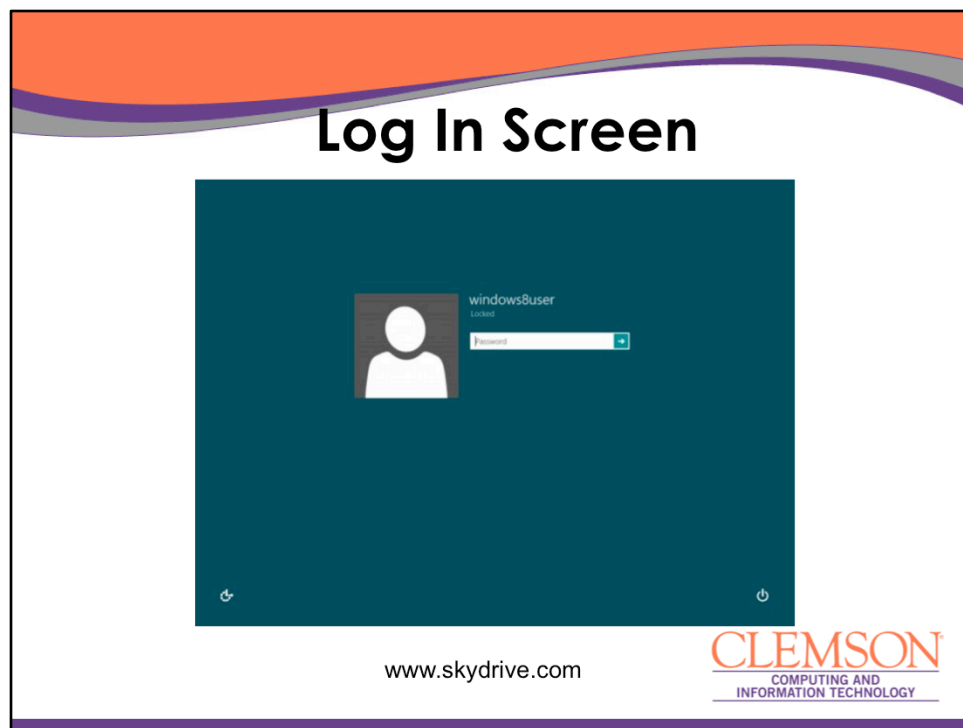 Log In Screen
windows8user
Locked
Password
www.skydrive.com
CLEMSON
COMPUTING AND
INFORMATION TECHNOLOGY